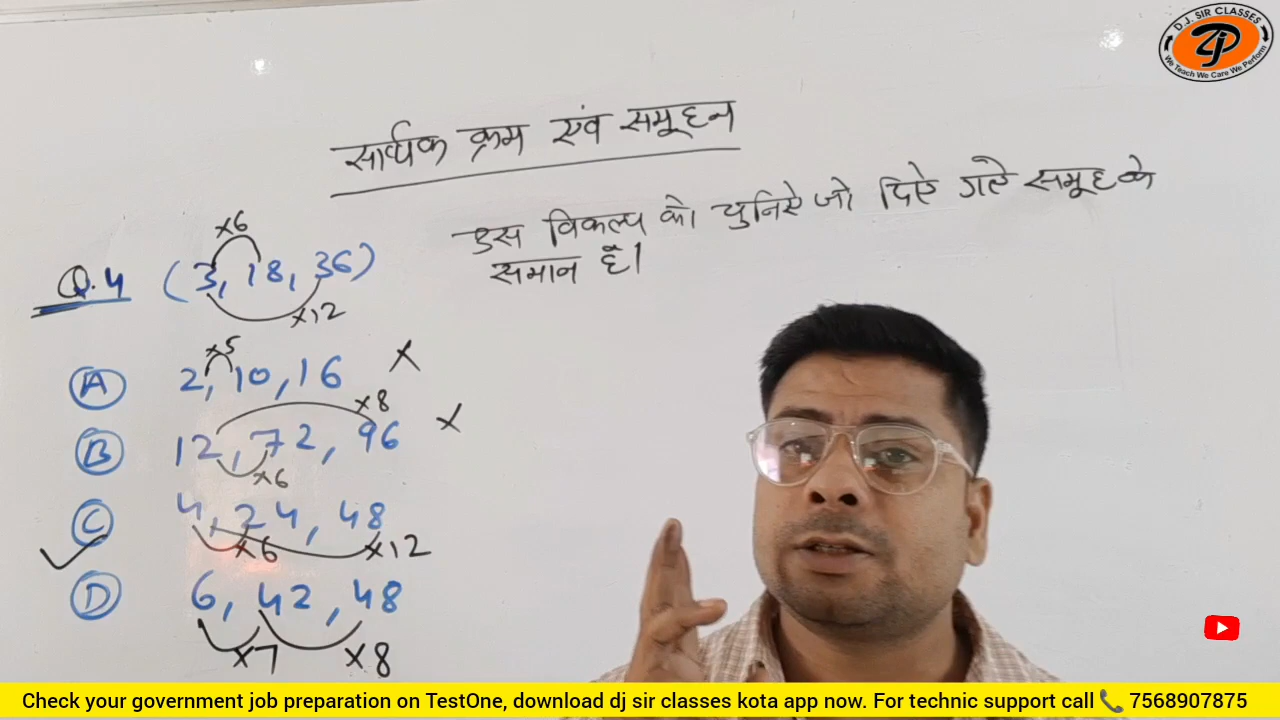 D.J. SIR CLASSES
ZJ
We Teach We Care We Perform
सार्थक क्रम एंव समूहन
उस विकल्प को चुनिऐ जो दिऐ गऐ समूह के
समान है।
×6
Q.4 (3, 18, 36)
×12
×5
A 2, 10, 16 ×
×8
B 12, 72, 96 ×
×6
C 4, 24, 48
×6 ×12
D 6, 42, 48
×7 ×8
Check your government job preparation on TestOne, download dj sir classes kota app now. For technic support call 📞 7568907875